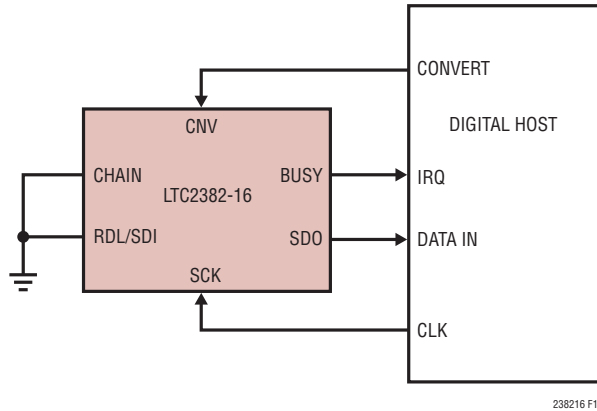 CONVERT
CNV
DIGITAL HOST
CHAIN
BUSY
IRQ
LTC2382-16
RDL/SDI
SDO
DATA IN
SCK
CLK
238216 F1